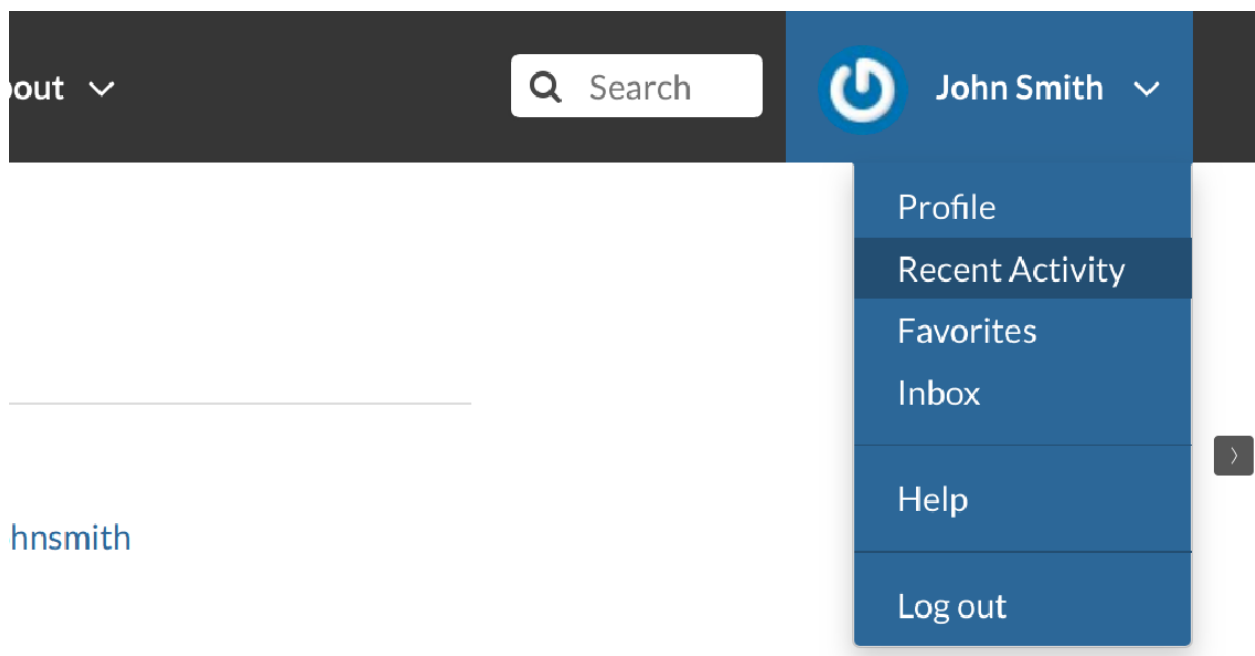 out
Search
John Smith
Profile
Recent Activity
Favorites
Inbox
Help
hnsmith
Log out